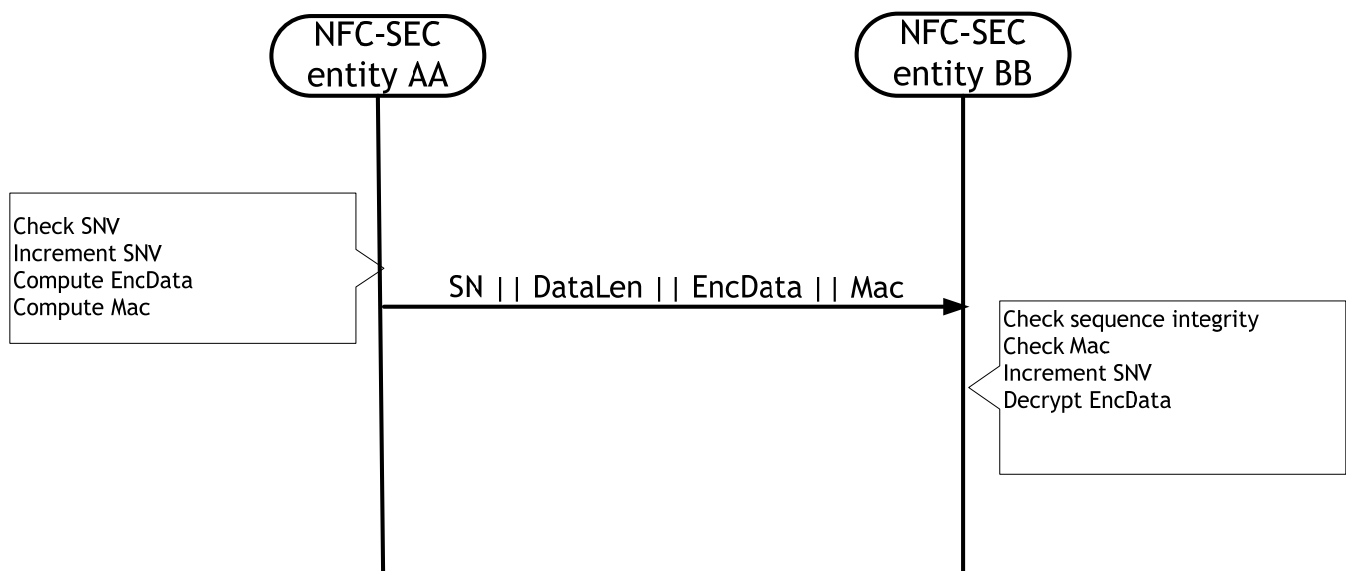 NFC-SEC
entity AA
NFC-SEC
entity BB
Check SNV
Increment SNV
Compute EncData
Compute Mac
SN || DataLen || EncData || Mac
Check sequence integrity
Check Mac
Increment SNV
Decrypt EncData